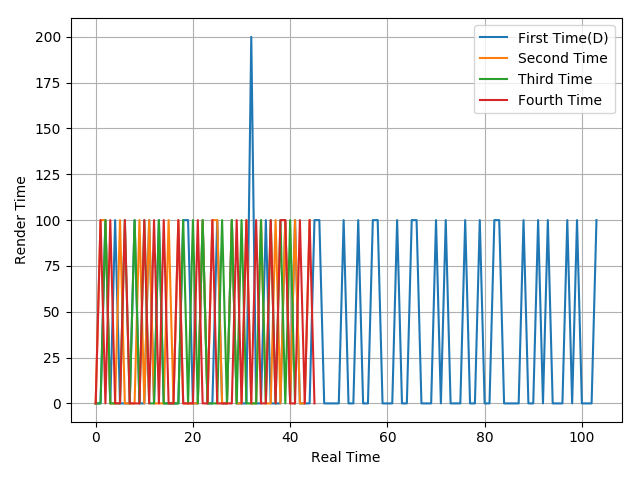 200
175
150
125
100
75
50
25
0
Render Time
0 20 40 60 80 100
Real Time
First Time(D)
Second Time
Third Time
Fourth Time